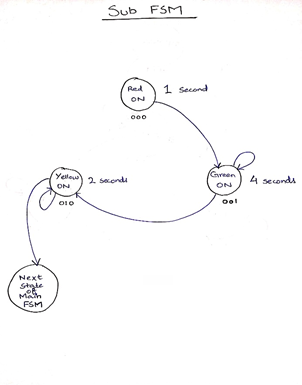 Sub FSM
Red
ON
1 second
000
Green
ON
4 seconds
001
Yellow
ON
2 seconds
010
Next
State
of
Main
FSM